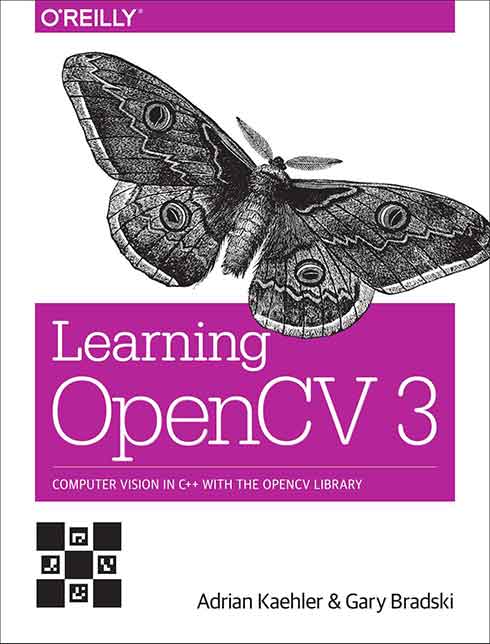 O'REILLY®
Learning
OpenCV 3
COMPUTER VISION IN C++ WITH THE OPENCV LIBRARY
Adrian Kaehler & Gary Bradski